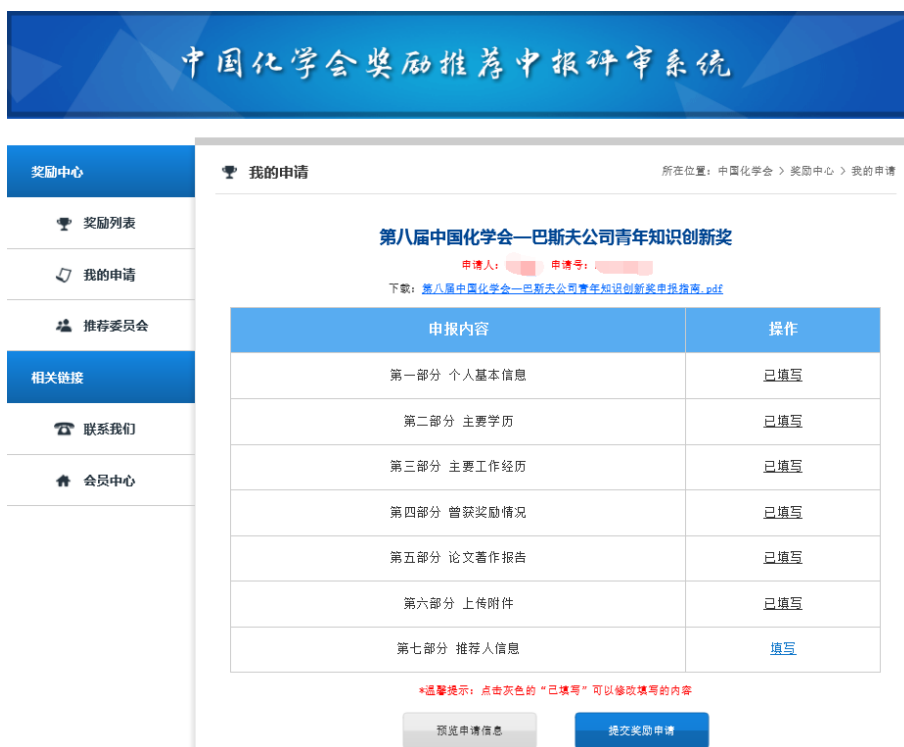 中国化学会奖励推荐申报评审系统
奖励中心
奖励列表
我的申请
推荐委员会
相关链接
联系我们
会员中心
我的申请
所在位置：中国化学会 > 奖励中心 > 我的申请
第八届中国化学会—巴斯夫公司青年知识创新奖
申请人： 申请号：
下载：第八届中国化学会—巴斯夫公司青年知识创新奖申报指南.pdf
申报内容 操作
第一部分 个人基本信息 已填写
第二部分 主要学历 已填写
第三部分 主要工作经历 已填写
第四部分 曾获奖励情况 已填写
第五部分 论文著作报告 已填写
第六部分 上传附件 已填写
第七部分 推荐人信息 填写
*温馨提示：点击灰色的“已填写”可以修改填写的内容
预览申请信息 提交奖励申请